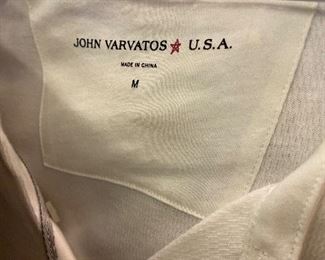 JOHN VARVATOS ★ U.S.A.
MADE IN CHINA
M